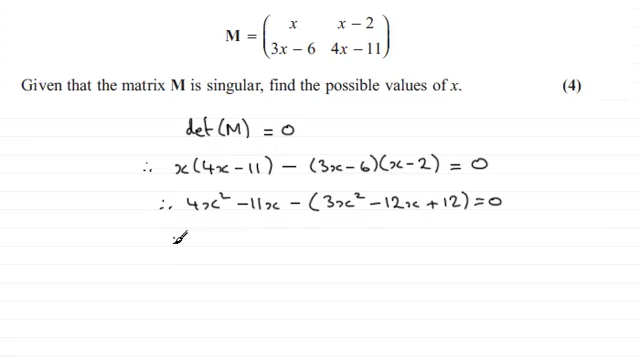 M = ( x x − 2
3x − 6 4x − 11 )
Given that the matrix M is singular, find the possible values of x. (4)
det(M) = 0
∴ x(4x − 11) − (3x − 6)(x − 2) = 0
∴ 4x² − 11x − (3x² − 12x + 12) = 0